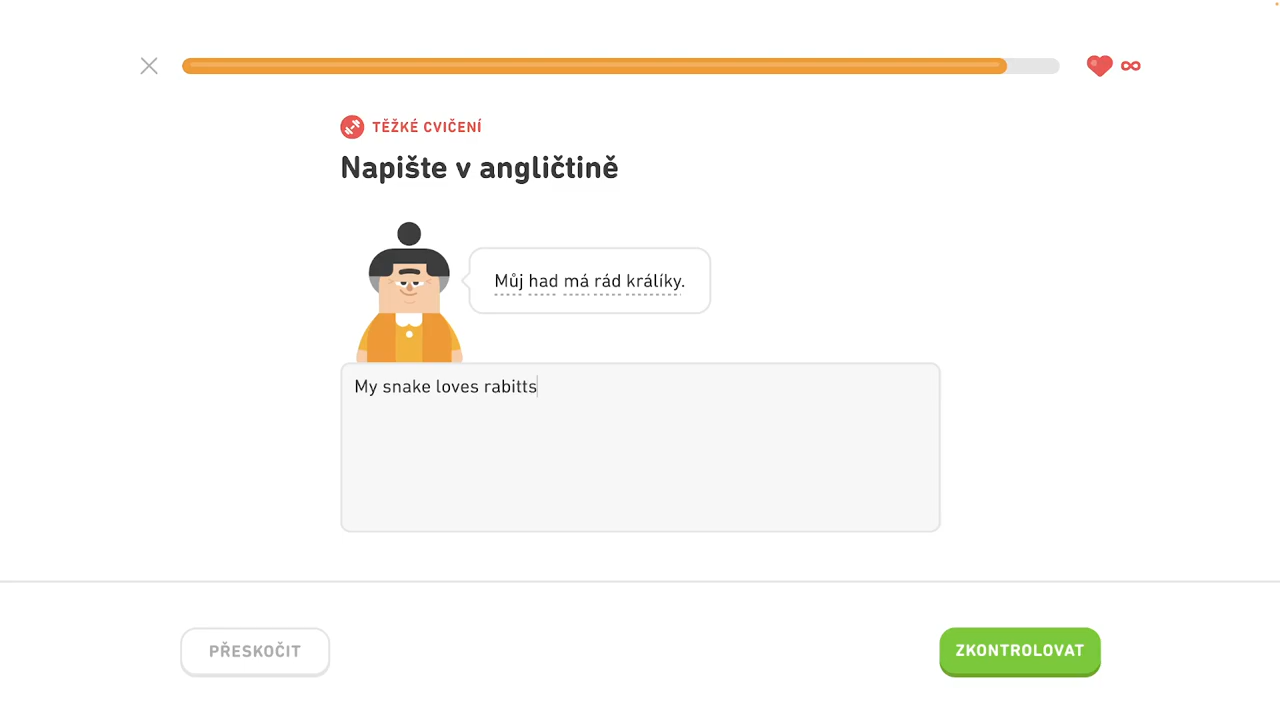 TĚŽKÉ CVIČENÍ
Napište v angličtině
Můj had má rád králíky.
My snake loves rabitts
PŘESKOČIT
ZKONTROLOVAT